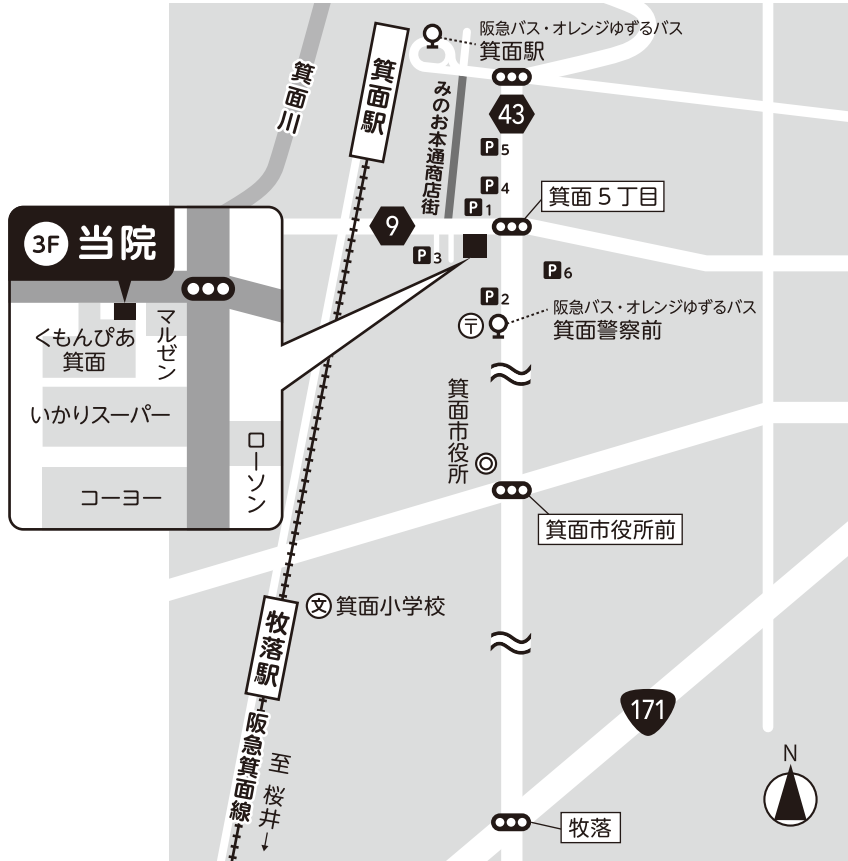 阪急バス・オレンジゆずるバス
箕面駅
箕面駅
箕面川
みのお本通商店街
43
P5
P4
P1
箕面5丁目
9
P3
P6
P2
〒
阪急バス・オレンジゆずるバス
箕面警察前
3F 当院
マルゼン
くもんぴあ
箕面
いかりスーパー
ローソン
コーヨー
箕面市役所
箕面市役所前
文 箕面小学校
牧落駅
阪急箕面線
至 桜井→
171
N
牧落